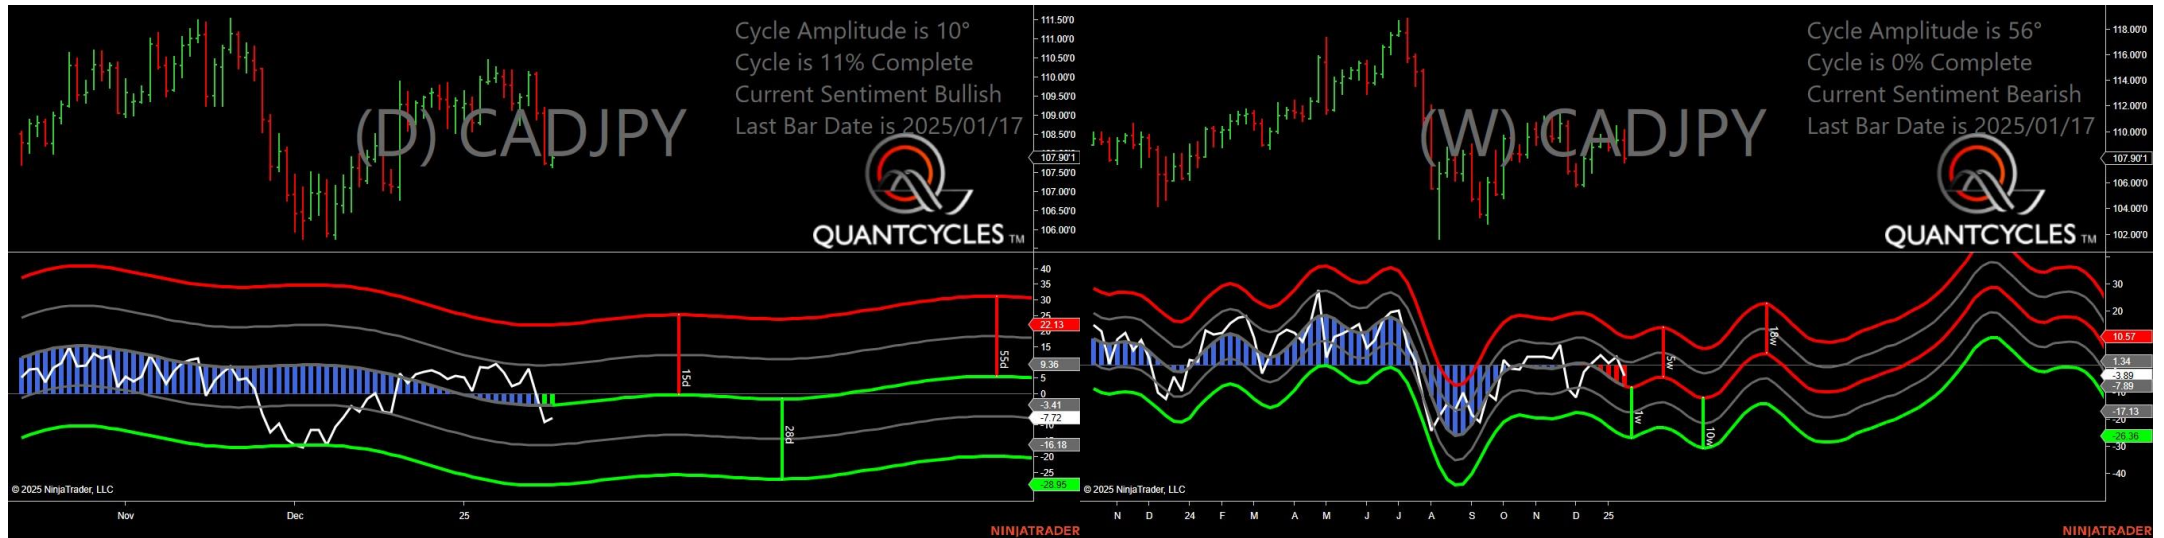 Cycle Amplitude is 10°
Cycle is 11% Complete
Current Sentiment Bullish
Last Bar Date is 2025/01/17
(D) CADJPY
QUANTCYCLES TM
111.50'0
111.00'0
110.50'0
110.00'0
109.50'0
109.00'0
108.50'0
107.90'1
107.50'0
107.00'0
106.50'0
106.00'0
40
35
30
25
22.13
15
9.36
5
0
-3.41
-7.72
-16.18
-20
-25
-28.95
15d
28d
55d
© 2025 NinjaTrader, LLC
Nov Dec 25
NINJATRADER
Cycle Amplitude is 56°
Cycle is 0% Complete
Current Sentiment Bearish
Last Bar Date is 2025/01/17
(W) CADJPY
QUANTCYCLES TM
118.00'0
116.00'0
114.00'0
112.00'0
110.00'0
107.90'1
106.00'0
104.00'0
102.00'0
30
20
10.57
1.34
-3.89
-7.89
-17.13
-20
-26.36
-30
-40
1w
5w
10w
18w
© 2025 NinjaTrader, LLC
N D 24 F M A M J J A S O N D 25
NINJATRADER